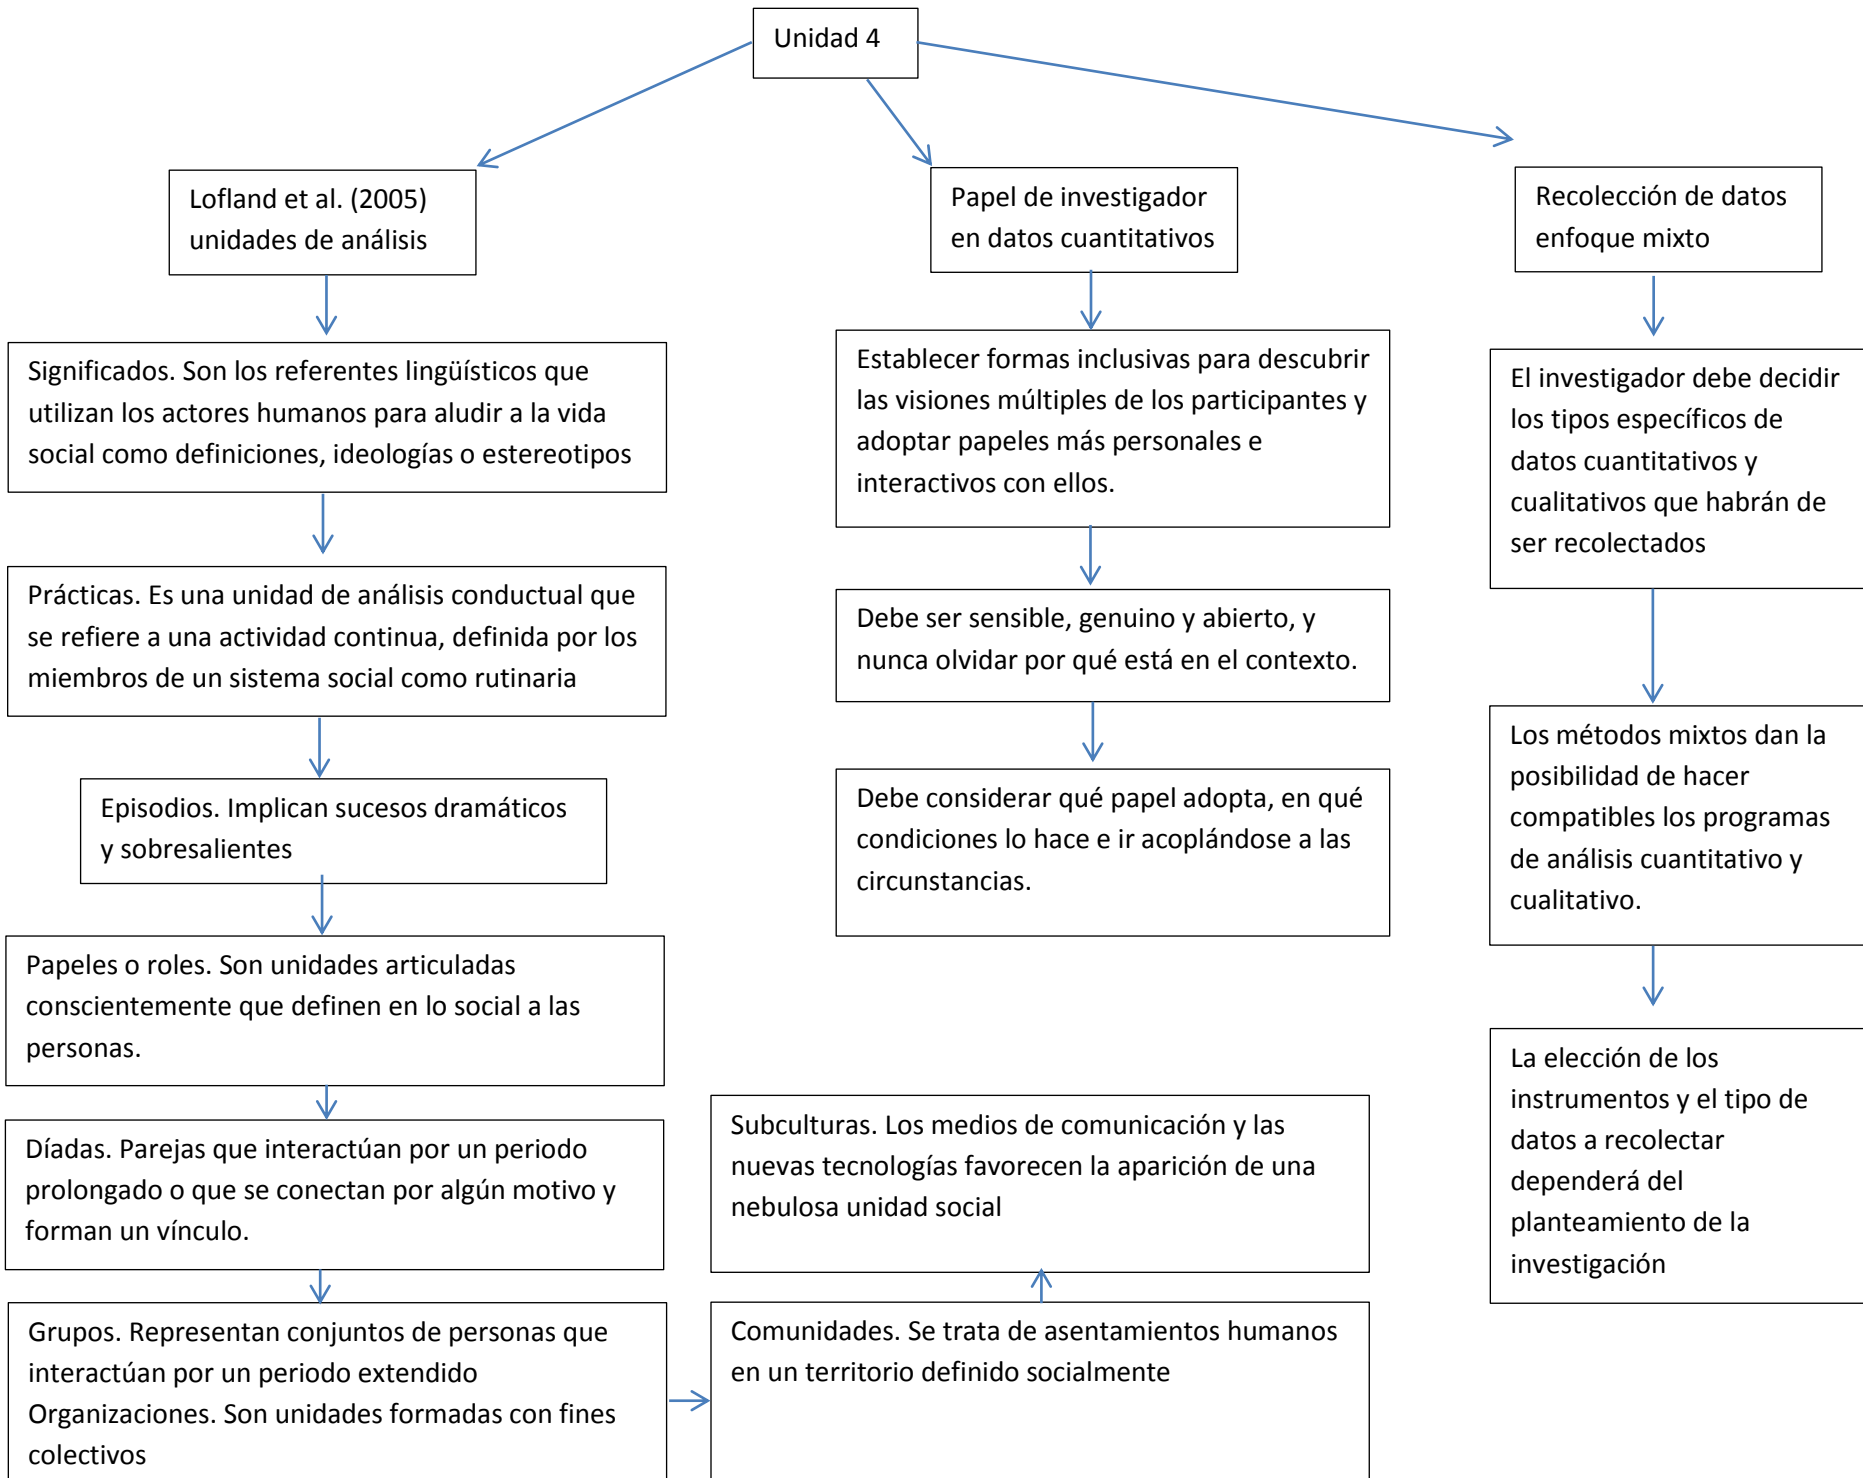 Unidad 4
Lofland et al. (2005)
unidades de análisis
Significados. Son los referentes lingüísticos que
utilizan los actores humanos para aludir a la vida
social como definiciones, ideologías o estereotipos
Prácticas. Es una unidad de análisis conductual que
se refiere a una actividad continua, definida por los
miembros de un sistema social como rutinaria
Episodios. Implican sucesos dramáticos
y sobresalientes
Papeles o roles. Son unidades articuladas
conscientemente que definen en lo social a las
personas.
Díadas. Parejas que interactúan por un periodo
prolongado o que se conectan por algún motivo y
forman un vínculo.
Grupos. Representan conjuntos de personas que
interactúan por un periodo extendido
Organizaciones. Son unidades formadas con fines
colectivos
Comunidades. Se trata de asentamientos humanos
en un territorio definido socialmente
Subculturas. Los medios de comunicación y las
nuevas tecnologías favorecen la aparición de una
nebulosa unidad social
Papel de investigador
en datos cuantitativos
Establecer formas inclusivas para descubrir
las visiones múltiples de los participantes y
adoptar papeles más personales e
interactivos con ellos.
Debe ser sensible, genuino y abierto, y
nunca olvidar por qué está en el contexto.
Debe considerar qué papel adopta, en qué
condiciones lo hace e ir acoplándose a las
circunstancias.
Recolección de datos
enfoque mixto
El investigador debe decidir
los tipos específicos de
datos cuantitativos y
cualitativos que habrán de
ser recolectados
Los métodos mixtos dan la
posibilidad de hacer
compatibles los programas
de análisis cuantitativo y
cualitativo.
La elección de los
instrumentos y el tipo de
datos a recolectar
dependerá del
planteamiento de la
investigación